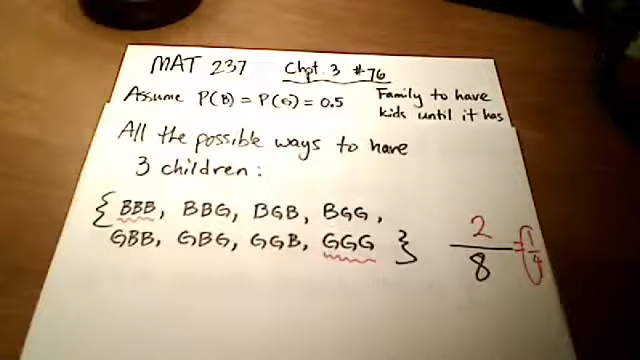 MAT 237 Chpt. 3 #76
Assume P(B) = P(G) = 0.5
Family to have
kids until it has
All the possible ways to have
3 children:
{ BBB, BBG, BGB, BGG,
GBB, GBG, GGB, GGG }
2/8 = 1/4